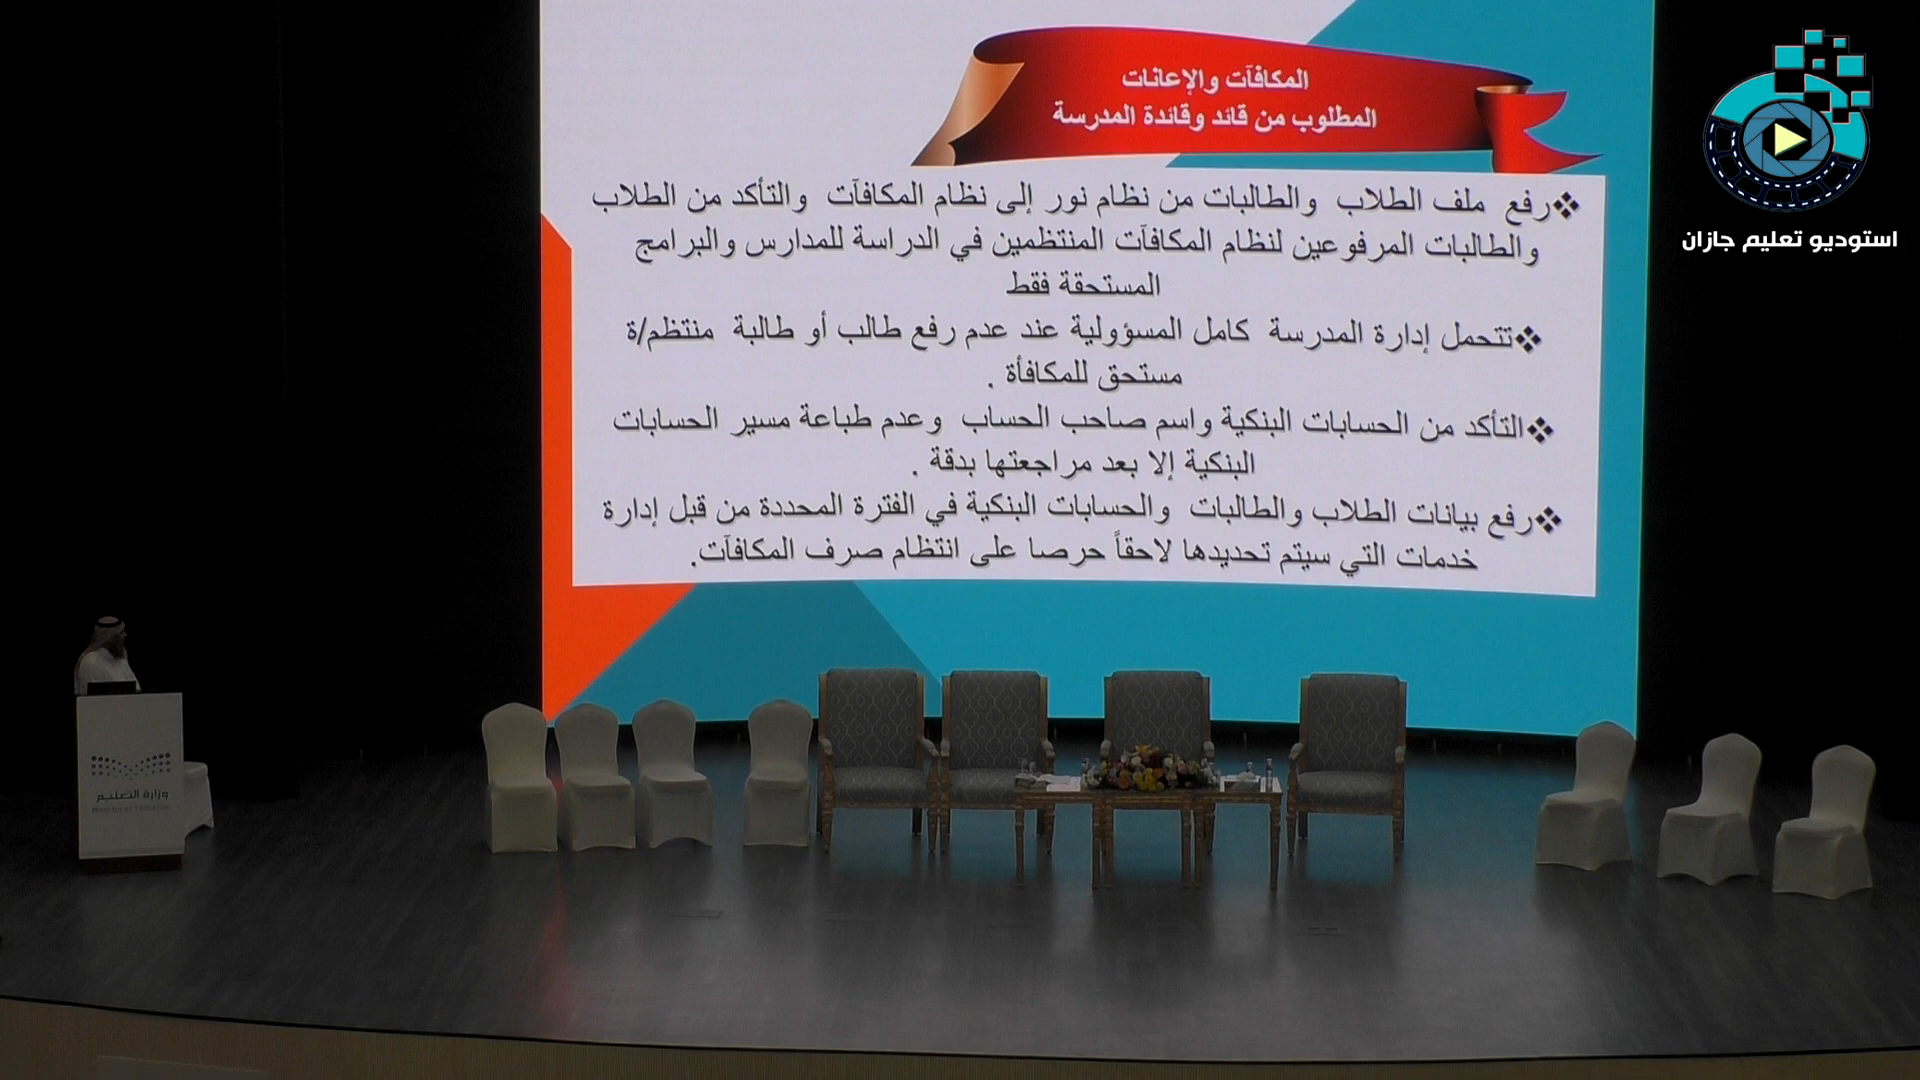 المكافآت والإعانات
المطلوب من قائد وقائدة المدرسة
❖رفع ملف الطلاب والطالبات من نظام نور إلى نظام المكافآت والتأكد من الطلاب
والطالبات المرفوعين لنظام المكافآت المنتظمين في الدراسة للمدارس والبرامج
المستحقة فقط
❖تتحمل إدارة المدرسة كامل المسؤولية عند عدم رفع طالب أو طالبة منتظم/ة
مستحق للمكافأة .
❖التأكد من الحسابات البنكية واسم صاحب الحساب وعدم طباعة مسير الحسابات
البنكية إلا بعد مراجعتها بدقة .
❖رفع بيانات الطلاب والطالبات والحسابات البنكية في الفترة المحددة من قبل إدارة
خدمات التي سيتم تحديدها لاحقاً حرصا على انتظام صرف المكافآت.
استوديو تعليم جازان
وزارة التعليم
Ministry of Education